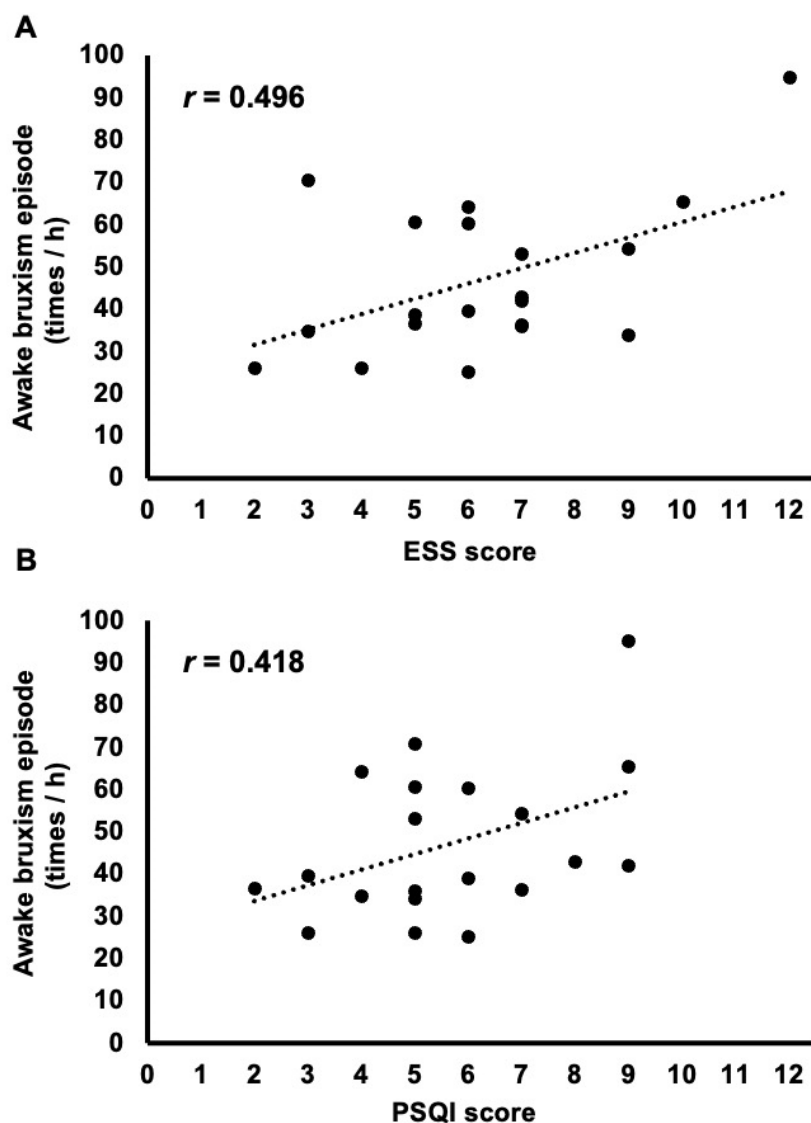 A
100
90
80
70
60
50
40
30
20
10
0
Awake bruxism episode
(times / h)
r = 0.496
0 1 2 3 4 5 6 7 8 9 10 11 12
ESS score
B
100
90
80
70
60
50
40
30
20
10
0
Awake bruxism episode
(times / h)
r = 0.418
0 1 2 3 4 5 6 7 8 9 10 11 12
PSQI score